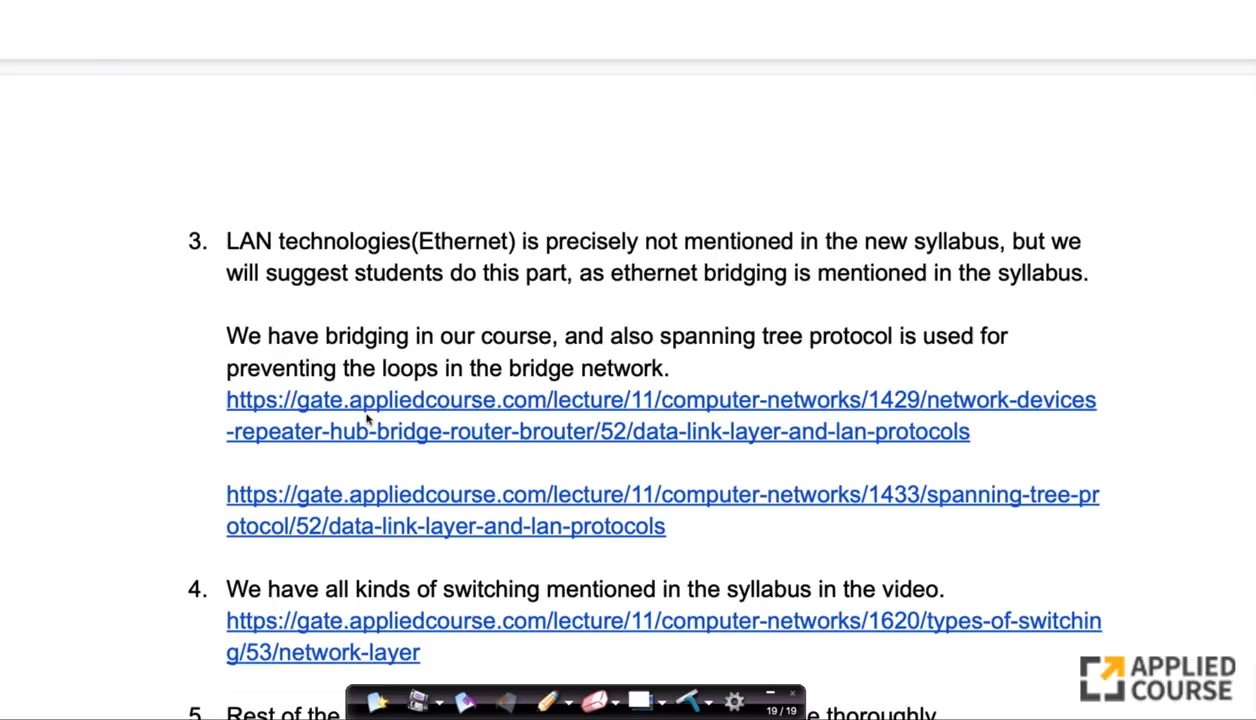 3. LAN technologies(Ethernet) is precisely not mentioned in the new syllabus, but we
will suggest students do this part, as ethernet bridging is mentioned in the syllabus.
We have bridging in our course, and also spanning tree protocol is used for
preventing the loops in the bridge network.
https://gate.appliedcourse.com/lecture/11/computer-networks/1429/network-devices
-repeater-hub-bridge-router-brouter/52/data-link-layer-and-lan-protocols
https://gate.appliedcourse.com/lecture/11/computer-networks/1433/spanning-tree-pr
otocol/52/data-link-layer-and-lan-protocols
4. We have all kinds of switching mentioned in the syllabus in the video.
https://gate.appliedcourse.com/lecture/11/computer-networks/1620/types-of-switchin
g/53/network-layer
5. Rest of the e thoroughly
19/19
APPLIED
COURSE